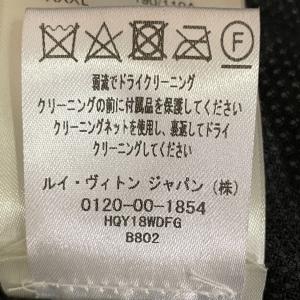 XXXL 190/110A
F
弱流でドライクリーニング
クリーニングの前に付属品を保護してください
クリーニングネットを使用し、裏返してドライ
クリーニングしてください
ルイ・ヴィトン ジャパン (株)
0120-00-1854
HQY18WDFG
B802